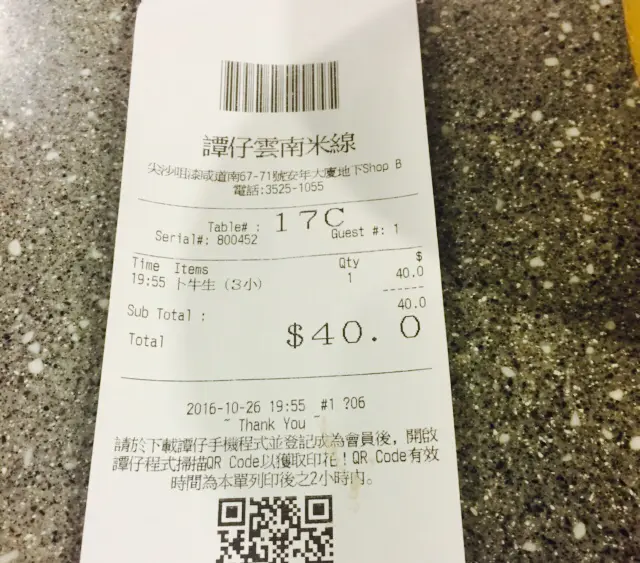 譚仔雲南米線
尖沙咀漆咸道南67-71號安年大廈地下Shop B
電話:3525-1055
Table# : 17C
Serial#: 800452 Guest #: 1
Time Items Qty $
19:55 卜牛生 (3小) 1 40.0
------
Sub Total : 40.0
Total $40.0
2016-10-26 19:55 #1 ?06
~ Thank You ~
請於下載譚仔手機程式並登記成為會員後, 開啟
譚仔程式掃描QR Code以獲取印花! QR Code有效
時間為本單列印後之2小時內。